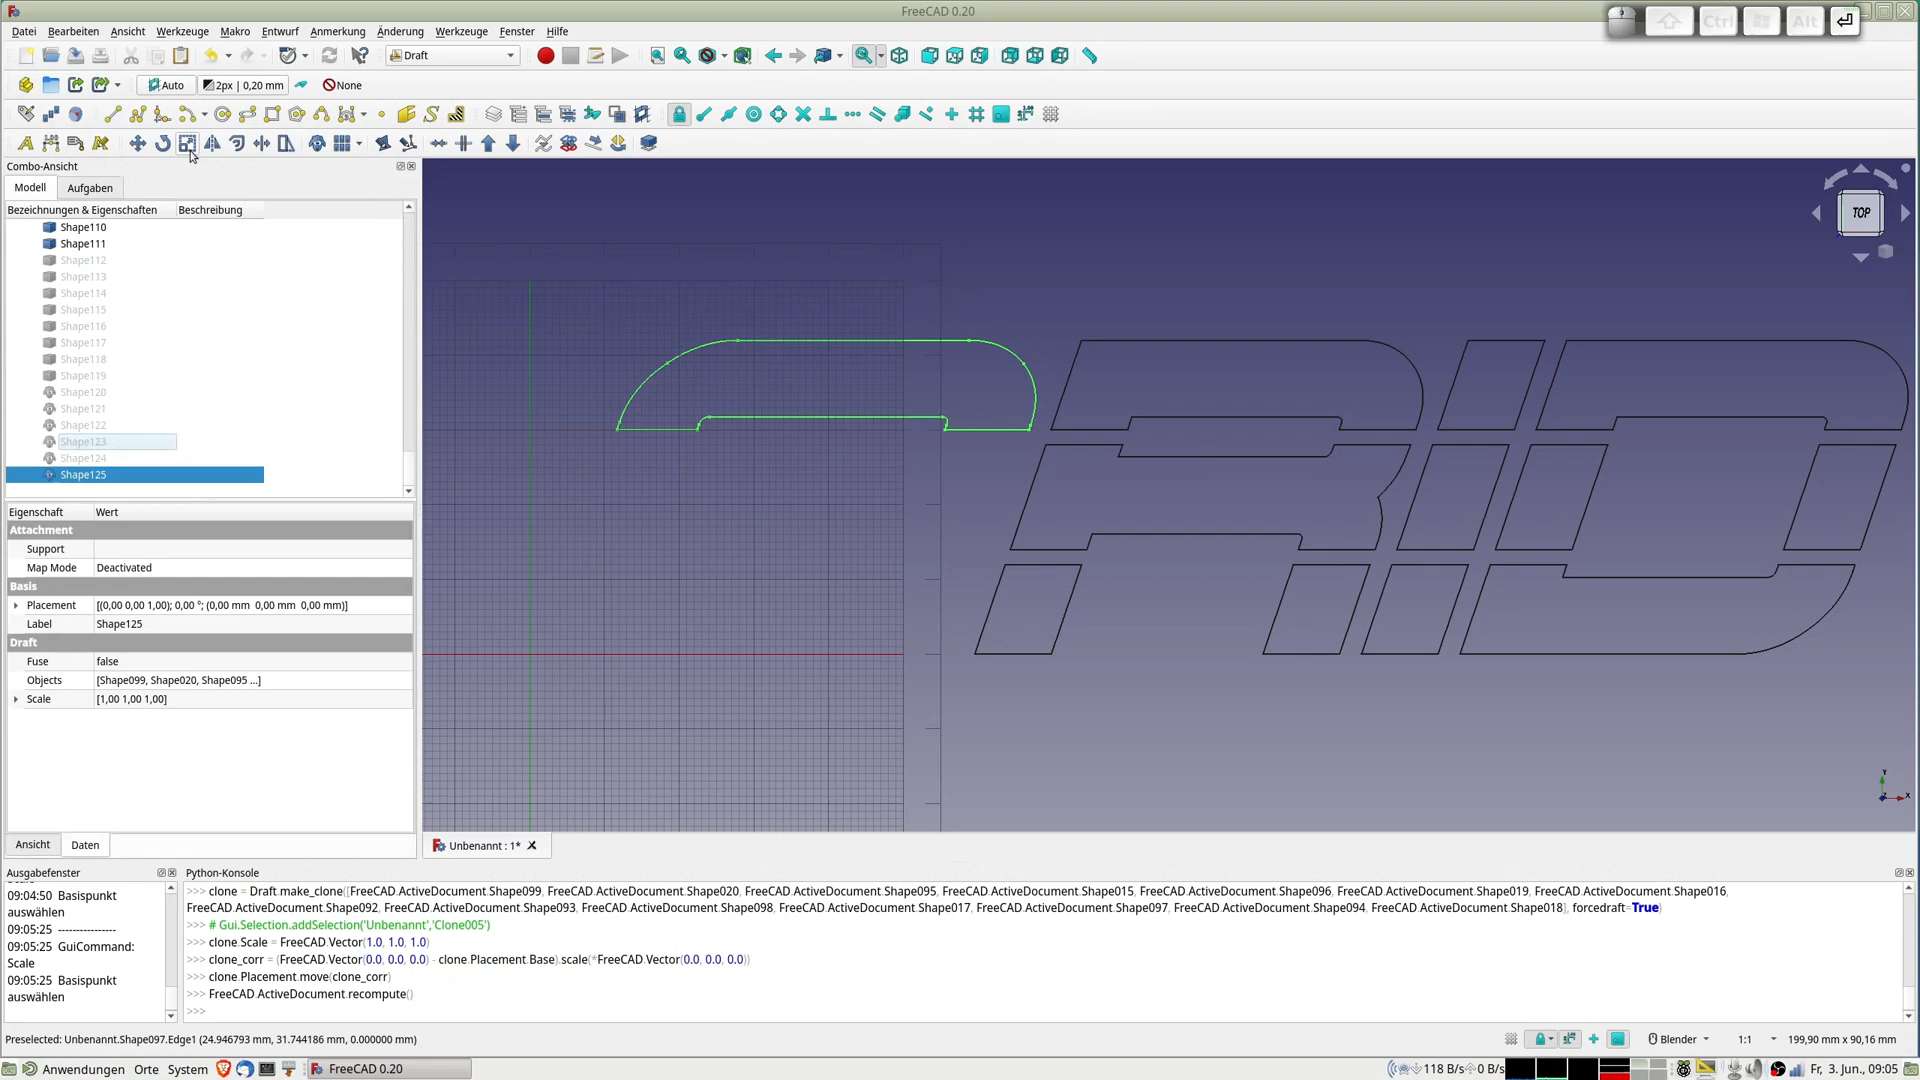 FreeCAD 0.20
Ctrl
Alt
Datei Bearbeiten Ansicht Werkzeuge Makro Entwurf Anmerkung Änderung Werkzeuge Fenster Hilfe
Draft
Auto 2px | 0,20 mm None
Combo-Ansicht
Modell Aufgaben
Bezeichnungen & Eigenschaften Beschreibung
Shape110
Shape111
Shape112
Shape113
Shape114
Shape115
Shape116
Shape117
Shape118
Shape119
Shape120
Shape121
Shape122
Shape123
Shape124
Shape125
TOP
Eigenschaft Wert
Attachment
Support
Map Mode Deactivated
Basis
Placement [(0,00 0,00 1,00); 0,00 °; (0,00 mm 0,00 mm 0,00 mm)]
Label Shape125
Draft
Fuse false
Objects [Shape099, Shape020, Shape095 ...]
Scale [1,00 1,00 1,00]
Y
Z X
Ansicht Daten
Unbenannt : 1*
Ausgabefenster
09:04:50 Basispunkt
auswählen
09:05:25 ----------------
09:05:25 GuiCommand:
Scale
09:05:25 Basispunkt
auswählen
Python-Konsole
>>> clone = Draft.make_clone([FreeCAD.ActiveDocument.Shape099, FreeCAD.ActiveDocument.Shape020, FreeCAD.ActiveDocument.Shape095, FreeCAD.ActiveDocument.Shape015, FreeCAD.ActiveDocument.Shape096, FreeCAD.ActiveDocument.Shape019, FreeCAD.ActiveDocument.Shape016,
FreeCAD.ActiveDocument.Shape092, FreeCAD.ActiveDocument.Shape093, FreeCAD.ActiveDocument.Shape098, FreeCAD.ActiveDocument.Shape017, FreeCAD.ActiveDocument.Shape097, FreeCAD.ActiveDocument.Shape094, FreeCAD.ActiveDocument.Shape018], forcedraft=True)
>>> # Gui.Selection.addSelection('Unbenannt','Clone005')
>>> clone.Scale = FreeCAD.Vector(1.0, 1.0, 1.0)
>>> clone_corr = (FreeCAD.Vector(0.0, 0.0, 0.0) - clone.Placement.Base).scale(*FreeCAD.Vector(0.0, 0.0, 0.0))
>>> clone.Placement.move(clone_corr)
>>> FreeCAD.ActiveDocument.recompute()
>>>
Preselected: Unbenannt.Shape097.Edge1 (24.946793 mm, 31.744186 mm, 0.000000 mm)
Blender 1:1 199,90 mm x 90,16 mm
Anwendungen Orte System FreeCAD 0.20 118 B/s 0 B/s Fr, 3. Jun., 09:05